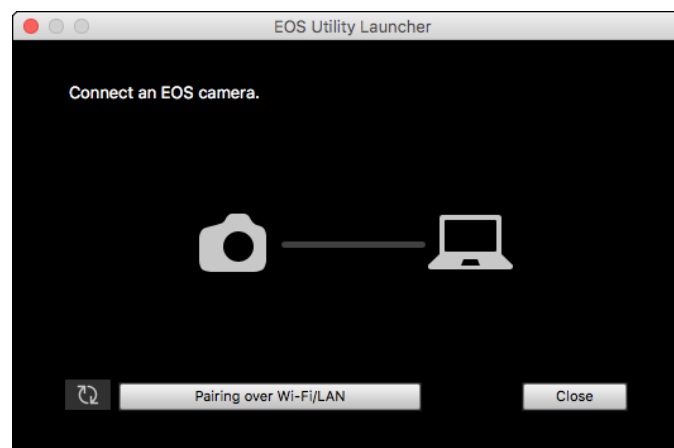 EOS Utility Launcher
Connect an EOS camera.
Pairing over Wi-Fi/LAN
Close